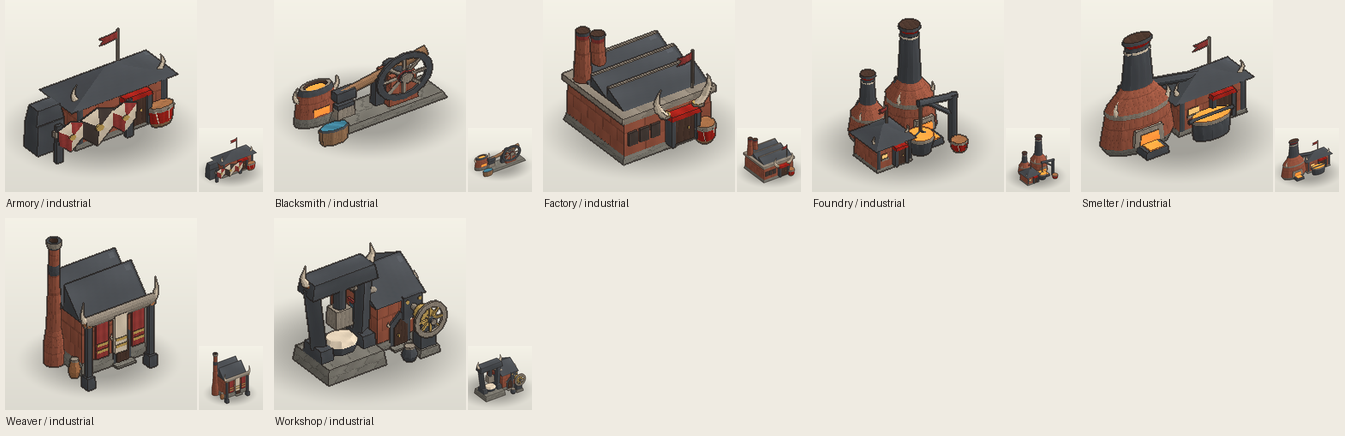 Armory / industrial
Blacksmith / industrial
Factory / industrial
Foundry / industrial
Smelter / industrial
Weaver / industrial
Workshop / industrial